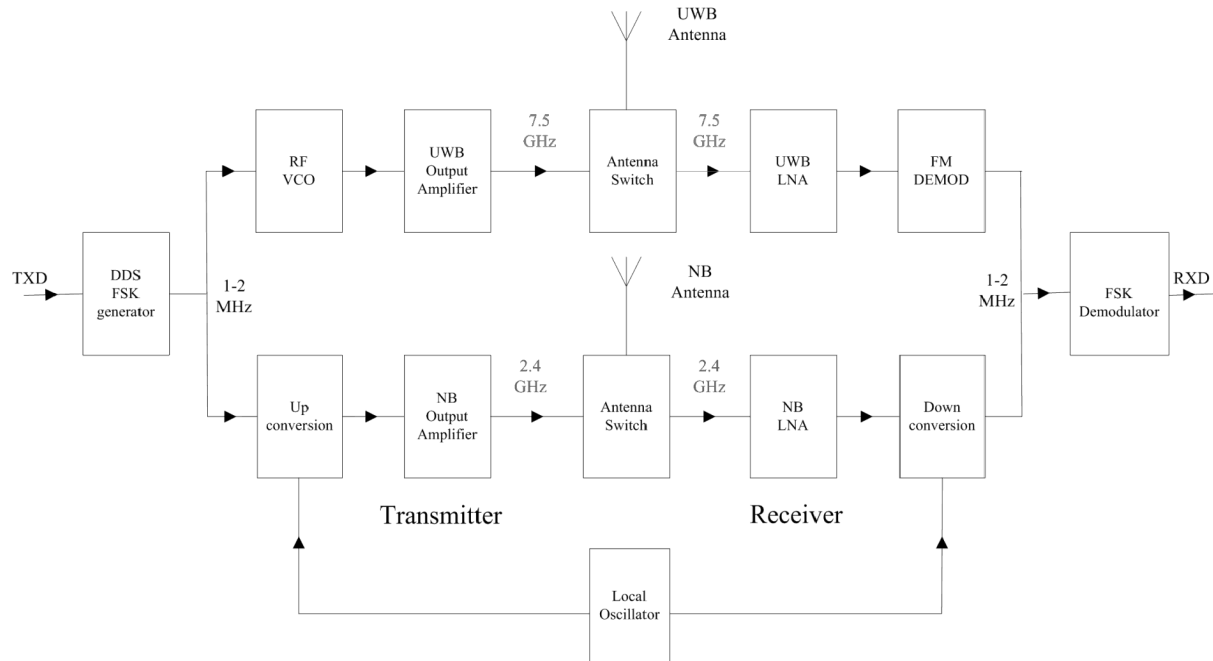 UWB
Antenna
7.5
GHz
7.5
GHz
RF
VCO
UWB
Output
Amplifier
Antenna
Switch
UWB
LNA
FM
DEMOD
TXD
DDS
FSK
generator
1-2
MHz
NB
Antenna
1-2
MHz
FSK
Demodulator
RXD
2.4
GHz
2.4
GHz
Up
conversion
NB
Output
Amplifier
Antenna
Switch
NB
LNA
Down
conversion
Transmitter
Receiver
Local
Oscillator